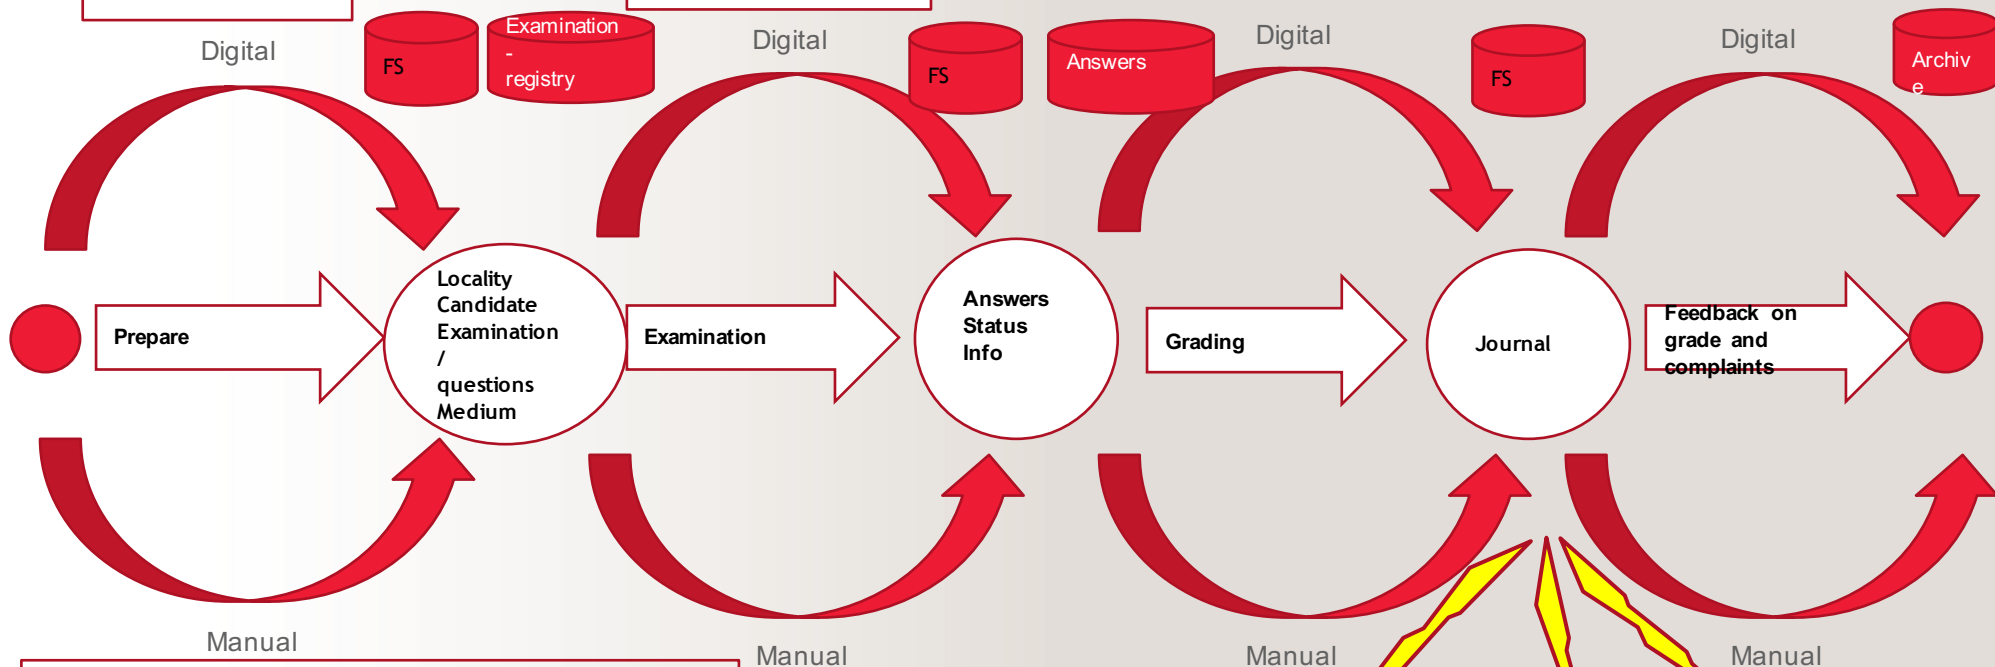 Digital
FS
Examination
-
registry
Digital
FS
Answers
Digital
FS
Digital
Archiv
e
Prepare
Locality
Candidate
Examination
/
questions
Medium
Examination
Answers
Status
Info
Grading
Journal
Feedback on
grade and
complaints
Manual
Manual
Manual
Manual